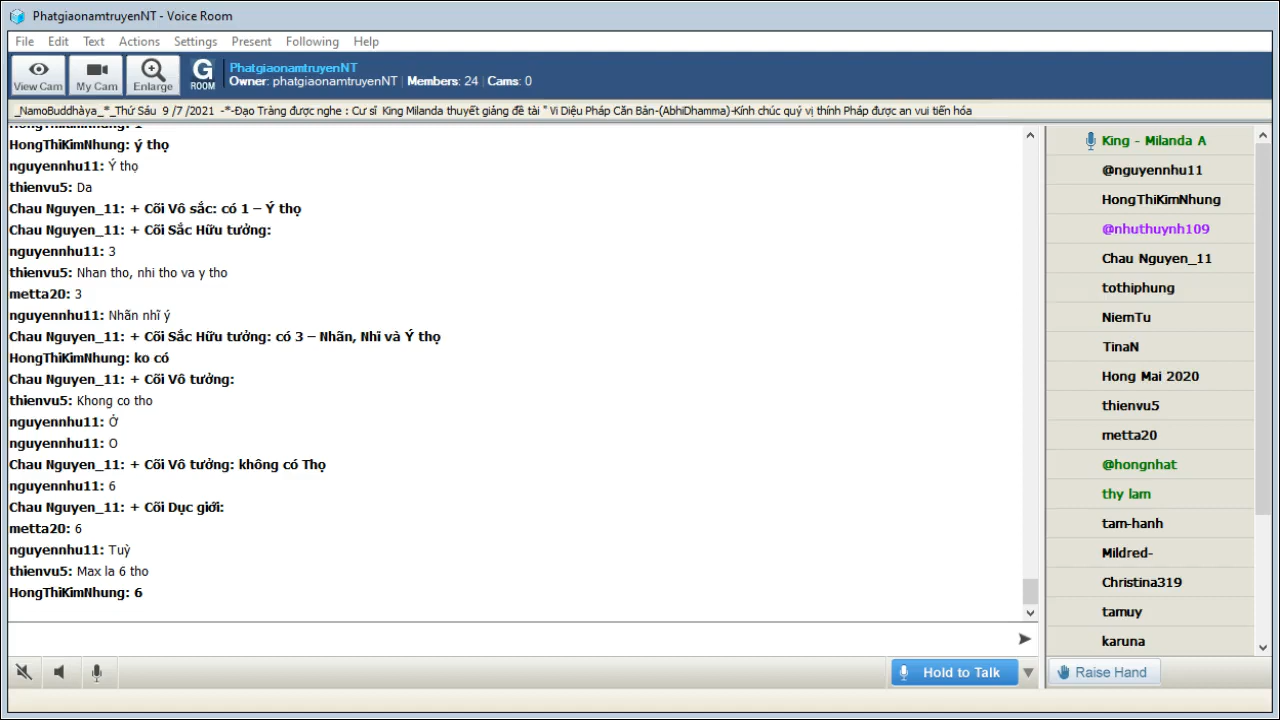 PhatgiaonamtruyenNT - Voice Room
File Edit Text Actions Settings Present Following Help
View Cam
My Cam
Enlarge
G
ROOM
PhatgiaonamtruyenNT
Owner: phatgiaonamtruyenNT | Members: 24 | Cams: 0
_NamoBuddhàya_*_Thứ Sáu 9 /7 /2021 -*-Đạo Tràng được nghe : Cư sĩ King Milanda thuyết giảng đề tài " Vi Diệu Pháp Căn Bản-(AbhiDhamma)-Kính chúc quý vị thính Pháp được an vui tiến hóa
HongThiKimNhung: 1
HongThiKimNhung: ý thọ
nguyennhu11: Ý thọ
thienvu5: Da
Chau Nguyen_11: + Cõi Vô sắc: có 1 – Ý thọ
Chau Nguyen_11: + Cõi Sắc Hữu tưởng:
nguyennhu11: 3
thienvu5: Nhan tho, nhi tho va y tho
metta20: 3
nguyennhu11: Nhãn nhĩ ý
Chau Nguyen_11: + Cõi Sắc Hữu tưởng: có 3 – Nhãn, Nhĩ và Ý thọ
HongThiKimNhung: ko có
Chau Nguyen_11: + Cõi Vô tưởng:
thienvu5: Khong co tho
nguyennhu11: Ở
nguyennhu11: O
Chau Nguyen_11: + Cõi Vô tưởng: không có Thọ
nguyennhu11: 6
Chau Nguyen_11: + Cõi Dục giới:
metta20: 6
nguyennhu11: Tuỳ
thienvu5: Max la 6 tho
HongThiKimNhung: 6
King - Milanda A
@nguyennhu11
HongThiKimNhung
@nhuthuynh109
Chau Nguyen_11
tothiphung
NiemTu
TinaN
Hong Mai 2020
thienvu5
metta20
@hongnhat
thy lam
tam-hanh
Mildred-
Christina319
tamuy
karuna
Hold to Talk
Raise Hand